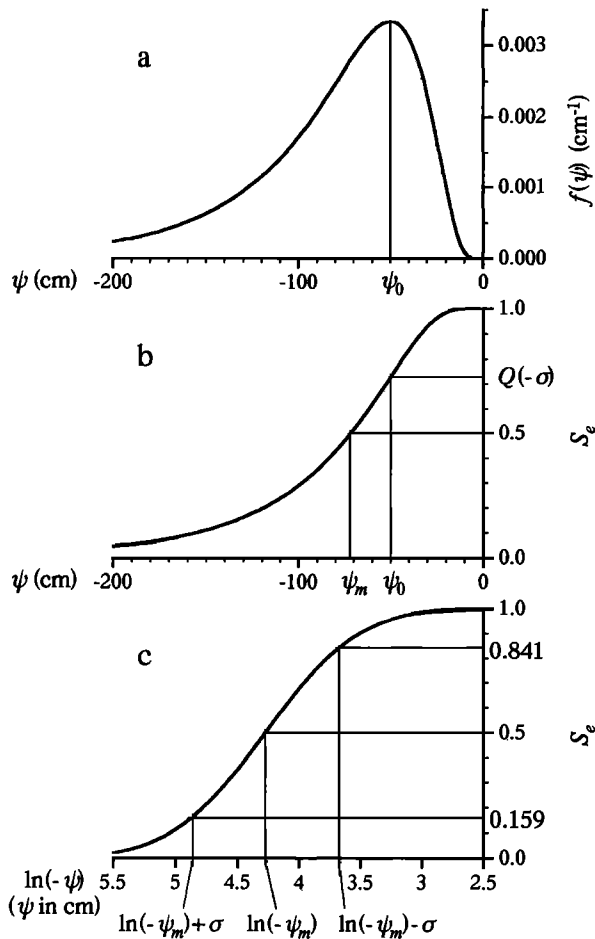 a
0.003
0.002
0.001
0.000
f(ψ) (cm⁻¹)
ψ (cm) -200 -100 ψ₀ 0
b
1.0
Q(-σ)
0.5
0.0
Sₑ
ψ (cm) -200 -100 ψₘ ψ₀ 0
c
1.0
0.841
0.5
0.159
0.0
Sₑ
ln(-ψ) 5.5 5 4.5 4 3.5 3 2.5
(ψ in cm)
ln(-ψₘ)+σ ln(-ψₘ) ln(-ψₘ)-σ